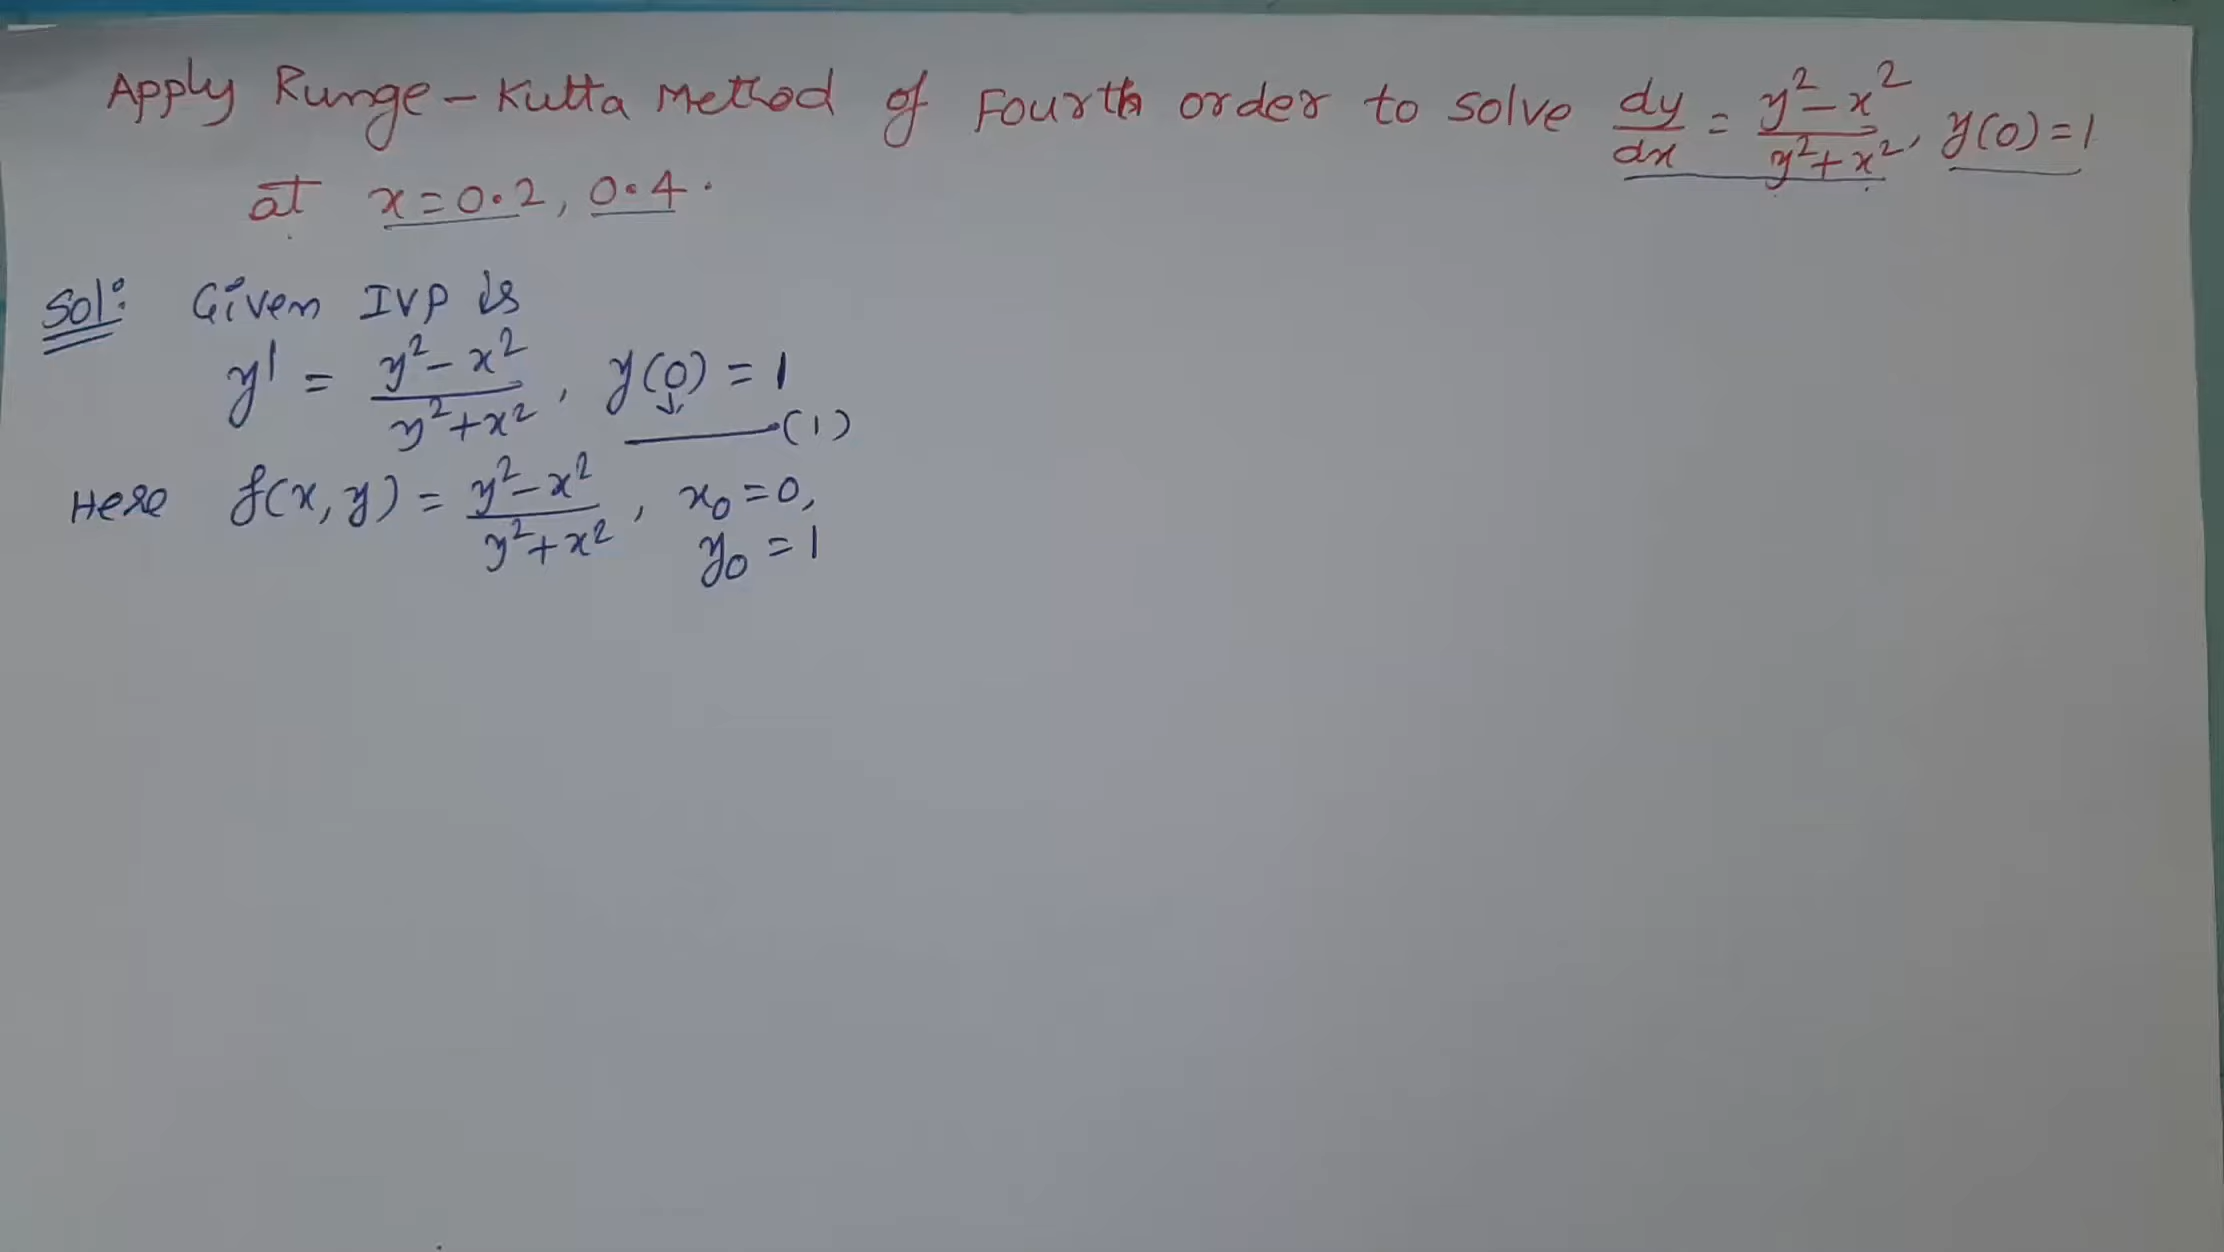 Apply Runge-Kutta Method of Fourth order to solve dy/dx = (y²-x²)/(y²+x²), y(0)=1
at x=0.2, 0.4.
Sol: Given IVP is
y' = (y²-x²)/(y²+x²), y(0)=1
(1)
Here f(x,y) = (y²-x²)/(y²+x²), x₀=0,
y₀=1